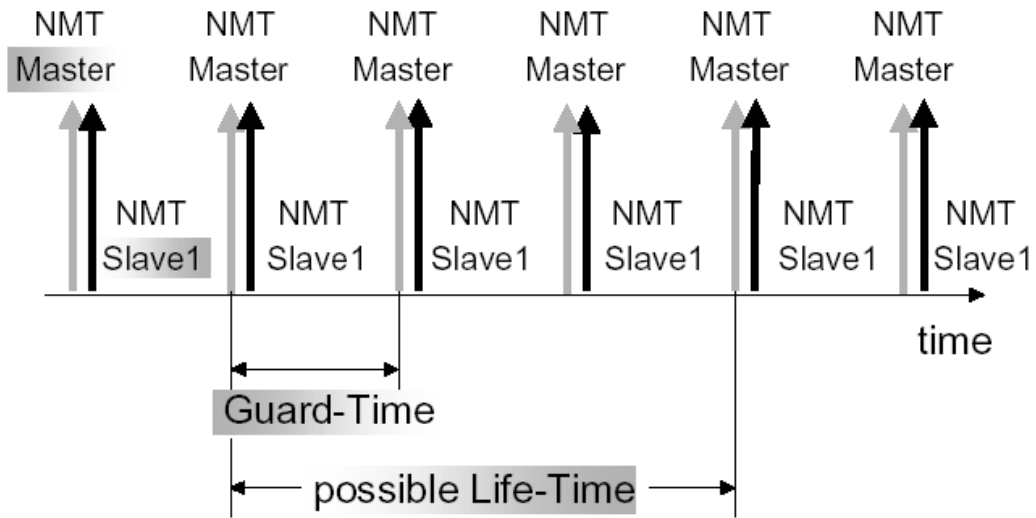 NMT NMT NMT NMT NMT NMT
Master Master Master Master Master Master
NMT NMT NMT NMT NMT NMT
Slave1 Slave1 Slave1 Slave1 Slave1 Slave1
time
Guard-Time
possible Life-Time